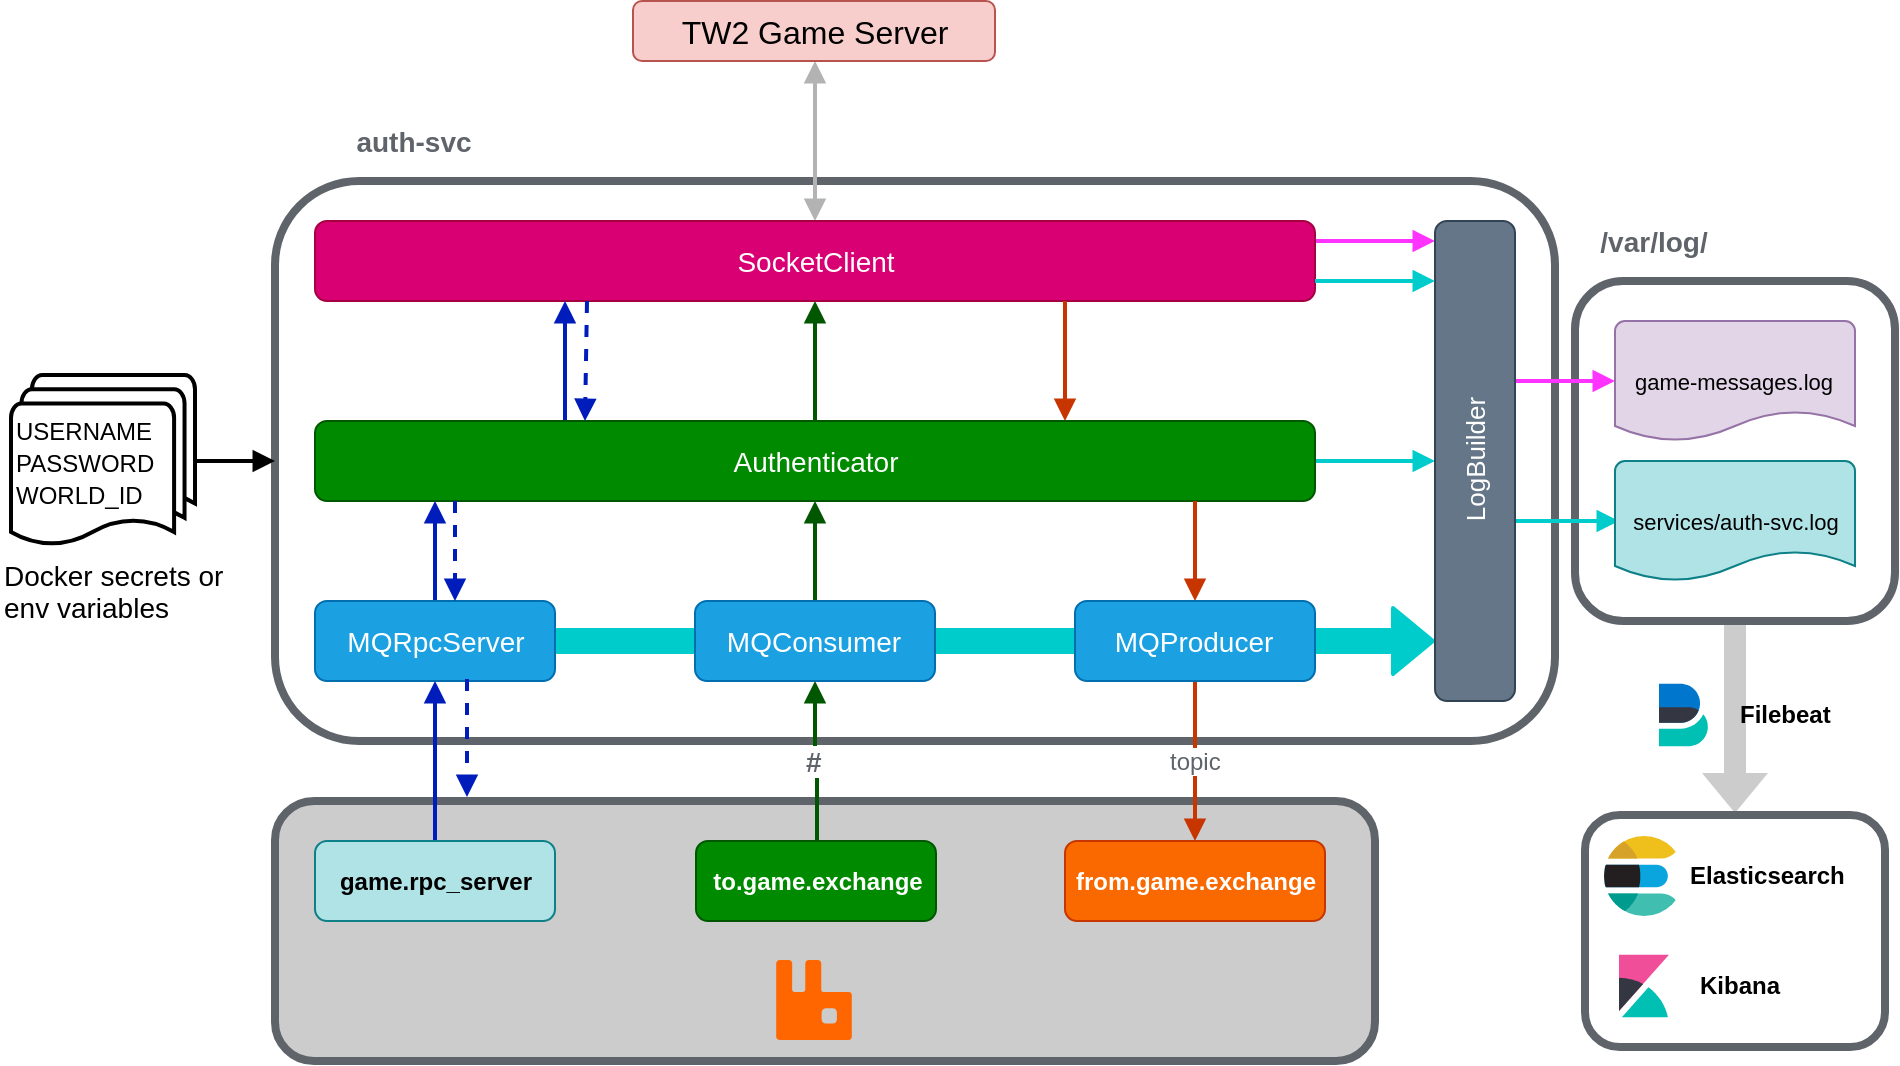 TW2 Game Server
auth-svc
SocketClient
/var/log/
game-messages.log
USERNAME
PASSWORD
WORLD_ID
Authenticator
LogBuilder
services/auth-svc.log
Docker secrets or
env variables
MQRpcServer
MQConsumer
MQProducer
Filebeat
#
topic
game.rpc_server
to.game.exchange
from.game.exchange
Elasticsearch
Kibana